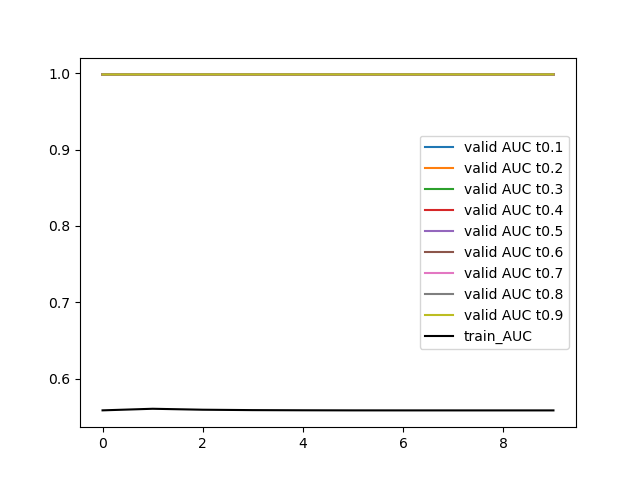 1.0
0.9
0.8
0.7
0.6
0 2 4 6 8
valid AUC t0.1
valid AUC t0.2
valid AUC t0.3
valid AUC t0.4
valid AUC t0.5
valid AUC t0.6
valid AUC t0.7
valid AUC t0.8
valid AUC t0.9
train_AUC